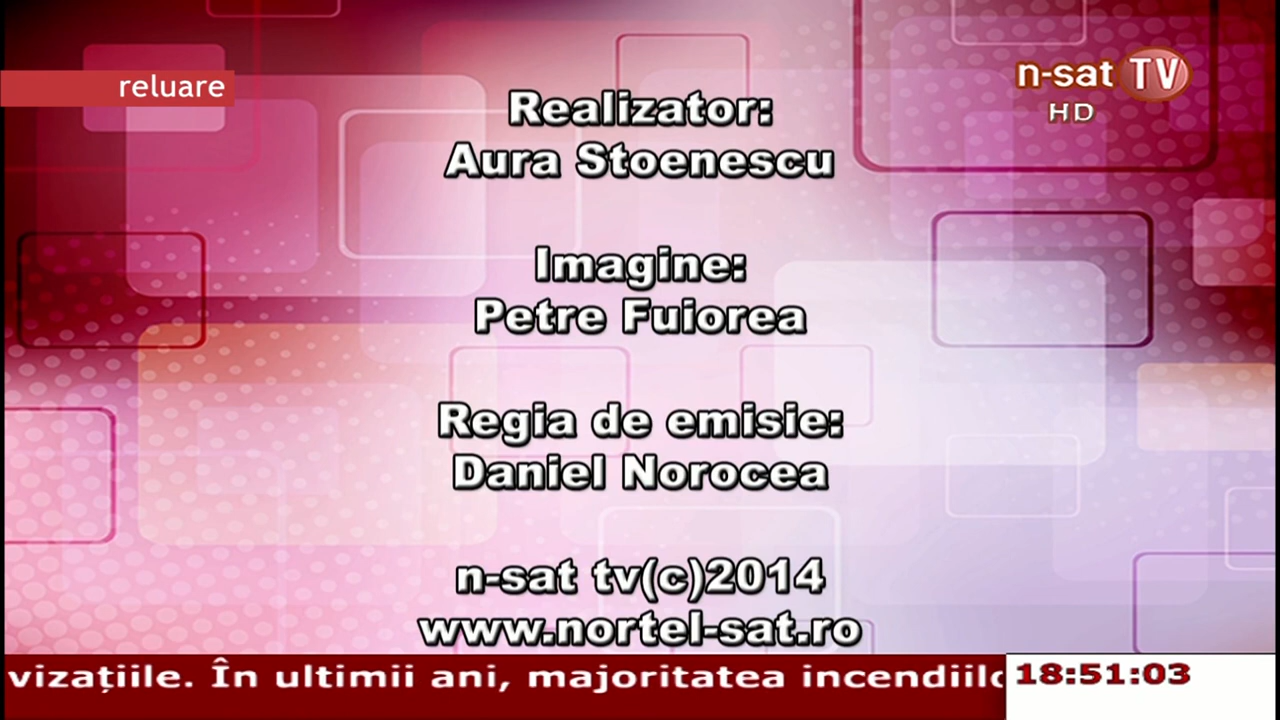 reluare
n-sat TV
HD
Realizator:
Aura Stoenescu
Imagine:
Petre Fuiorea
Regia de emisie:
Daniel Norocea
n-sat tv(c)2014
www.nortel-sat.ro
vizațiile. În ultimii ani, majoritatea
18:51:03